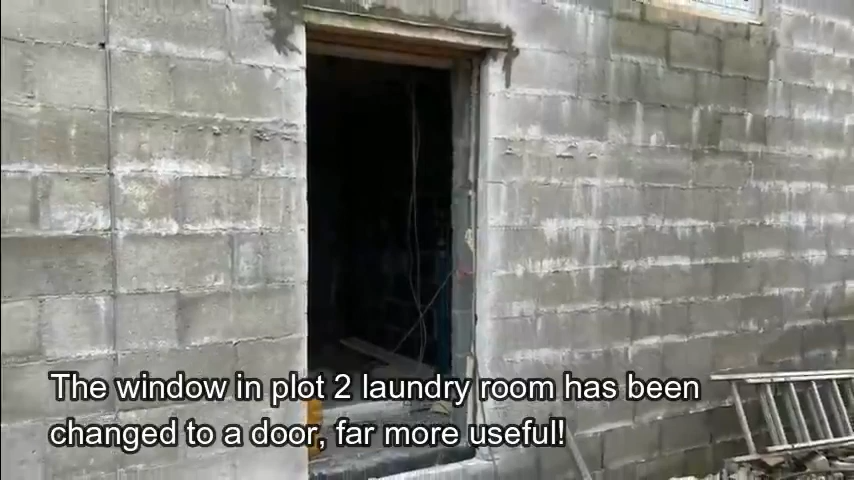 The window in plot 2 laundry room has been
changed to a door, far more useful!